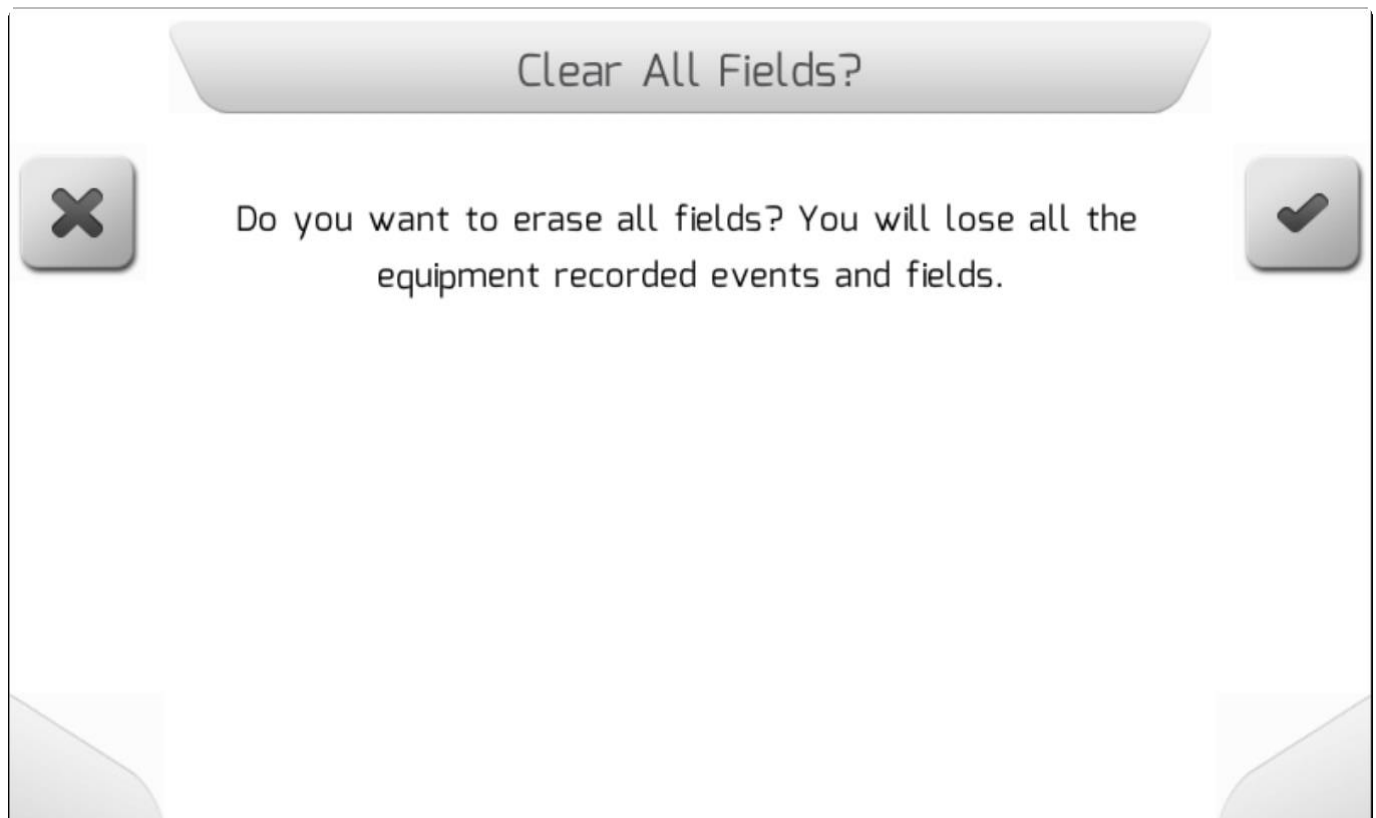 Clear All Fields?
Do you want to erase all fields? You will lose all the
equipment recorded events and fields.